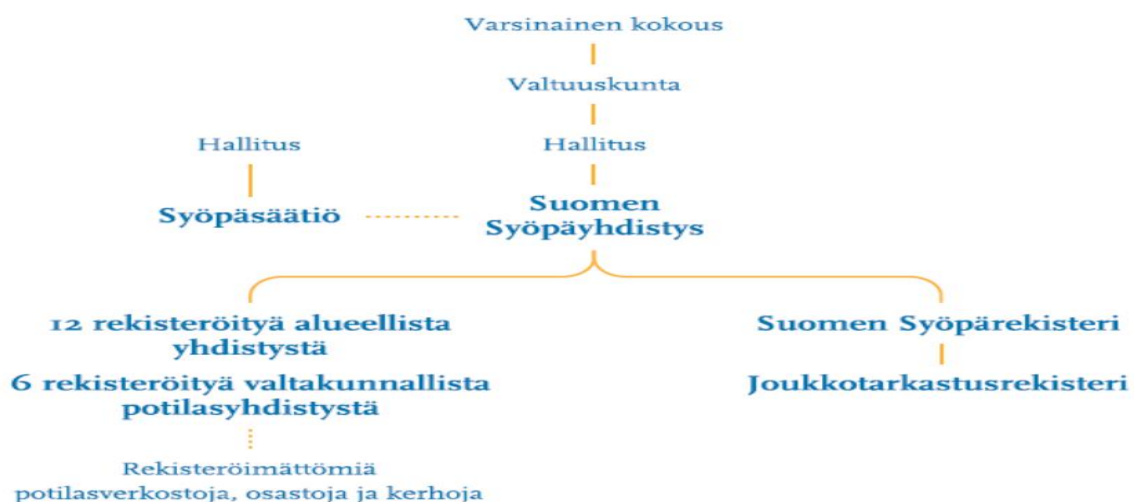 Varsinainen kokous
Valtuuskunta
Hallitus
Hallitus
Syöpäsäätiö
Suomen
Syöpäyhdistys
12 rekisteröityä alueellista
yhdistystä
6 rekisteröityä valtakunnallista
potilasyhdistystä
Rekisteröimättömiä
potilasverkostoja, osastoja ja kerhoja
Suomen Syöpärekisteri
Joukkotarkastusrekisteri